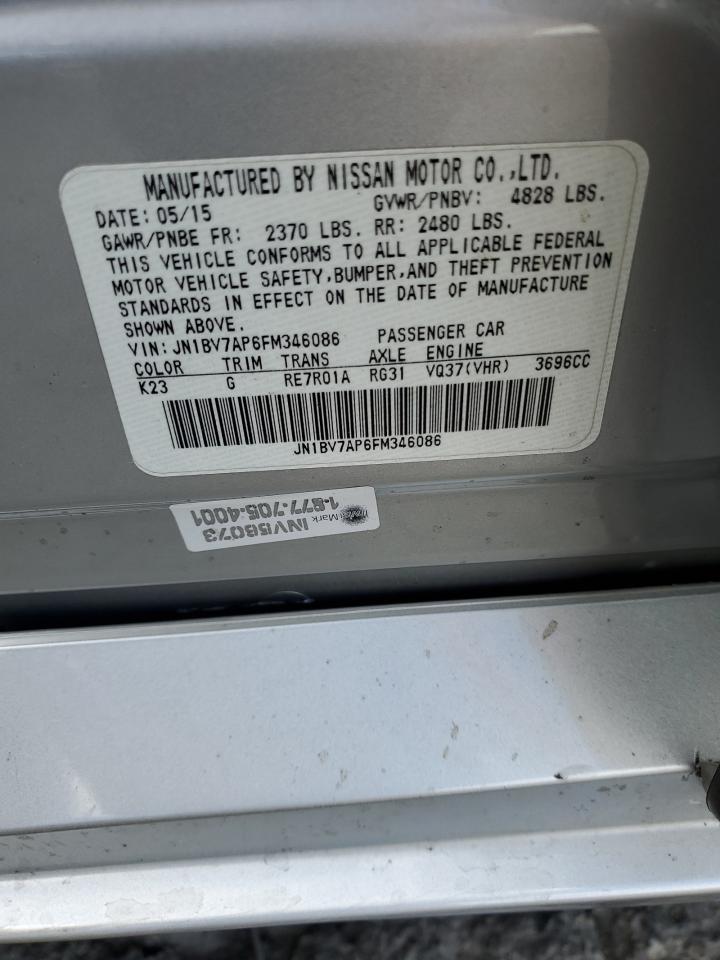 MANUFACTURED BY NISSAN MOTOR CO.,LTD.
DATE: 05/15 GVWR/PNBV: 4828 LBS.
GAWR/PNBE FR: 2370 LBS. RR: 2480 LBS.
THIS VEHICLE CONFORMS TO ALL APPLICABLE FEDERAL
MOTOR VEHICLE SAFETY,BUMPER,AND THEFT PREVENTION
STANDARDS IN EFFECT ON THE DATE OF MANUFACTURE
SHOWN ABOVE.
VIN: JN1BV7AP6FM346086 PASSENGER CAR
COLOR TRIM TRANS AXLE ENGINE
K23 G RE7R01A RG31 VQ37(VHR) 3696CC
JN1BV7AP6FM346086
INV56073
Mark
1-877-705-4001